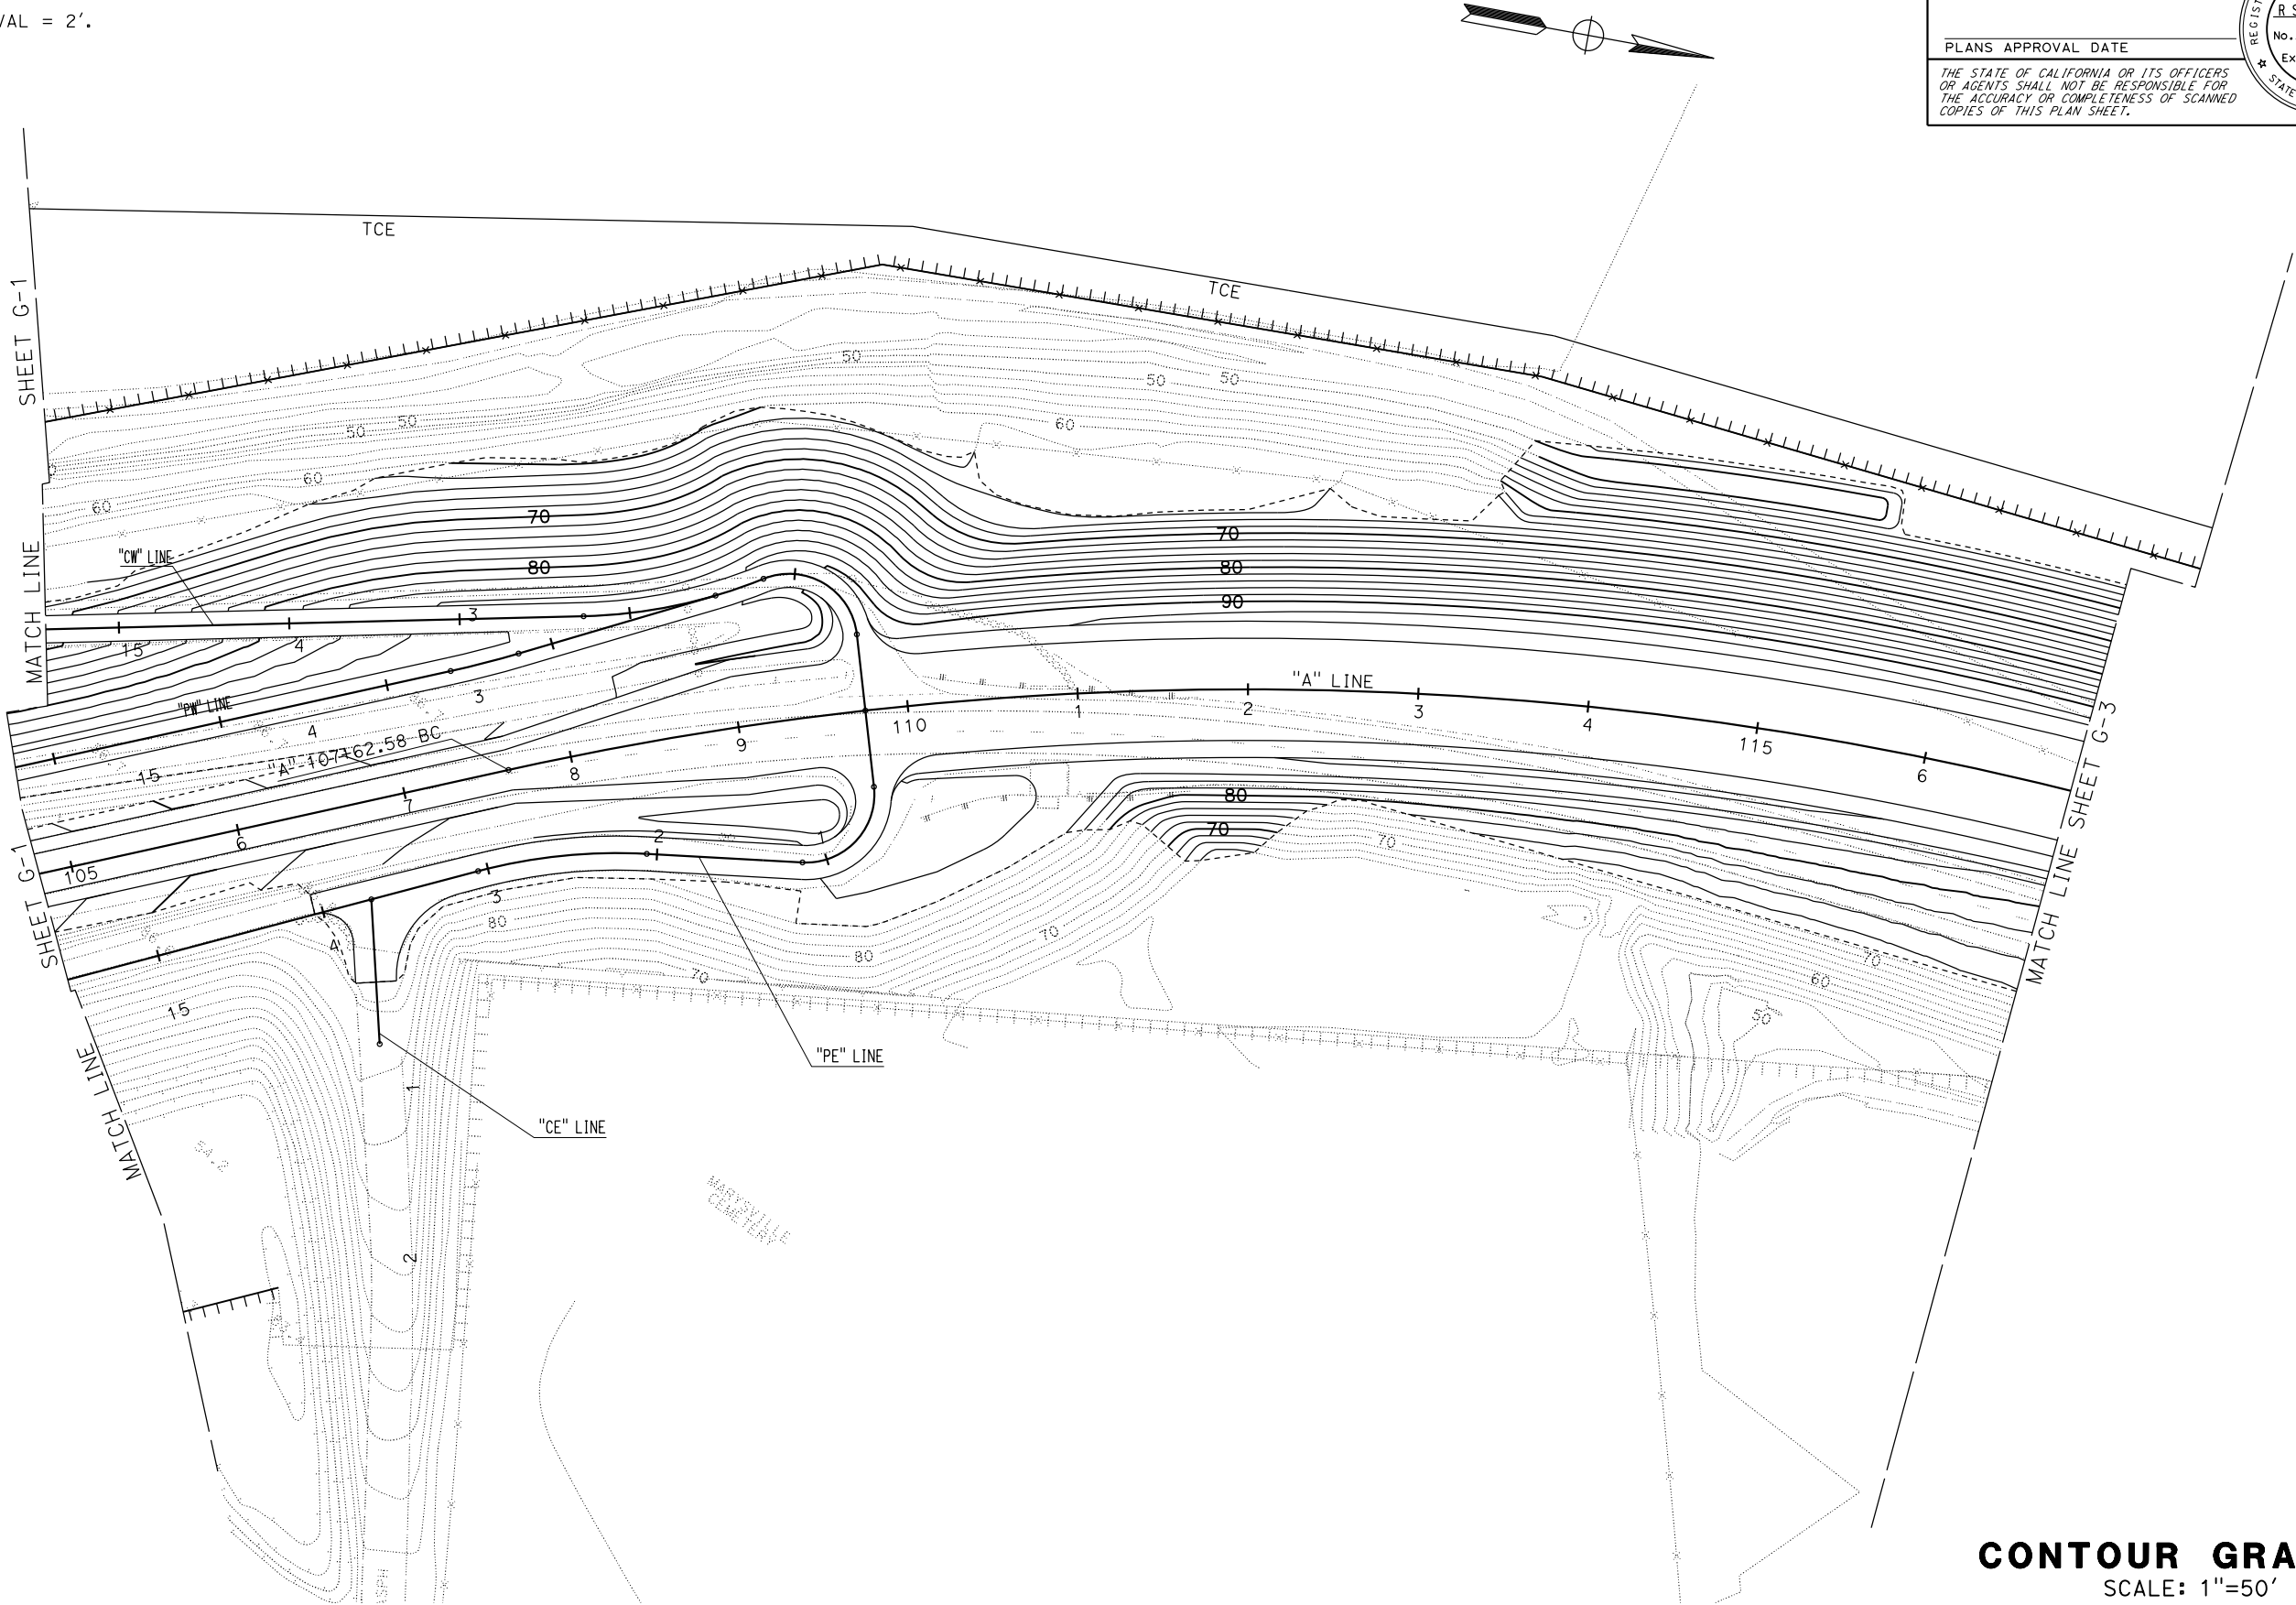 VAL = 2'.
PLANS APPROVAL DATE
THE STATE OF CALIFORNIA OR ITS OFFICERS
OR AGENTS SHALL NOT BE RESPONSIBLE FOR
THE ACCURACY OR COMPLETENESS OF SCANNED
COPIES OF THIS PLAN SHEET.
REGIST
R S
No.
Ex
STATE
TCE
TCE
SHEET G-1
MATCH LINE
50
50
50
50
50
60
60
60
70
80
70
80
90
"CW" LINE
3
4
15
"PW" LINE
3
4
15
"A" 107+62.58 BC
"A" LINE
105
6
7
8
9
110
1
2
3
4
115
6
MATCH LINE SHEET G-3
SHEET G-1
MATCH LINE
80
70
70
1
2
3
4
15
80
80
70
70
70
60
50
"PE" LINE
"CE" LINE
1
2
MARYSVILLE
CEMETERY
CONTOUR GRA
SCALE: 1"=50'